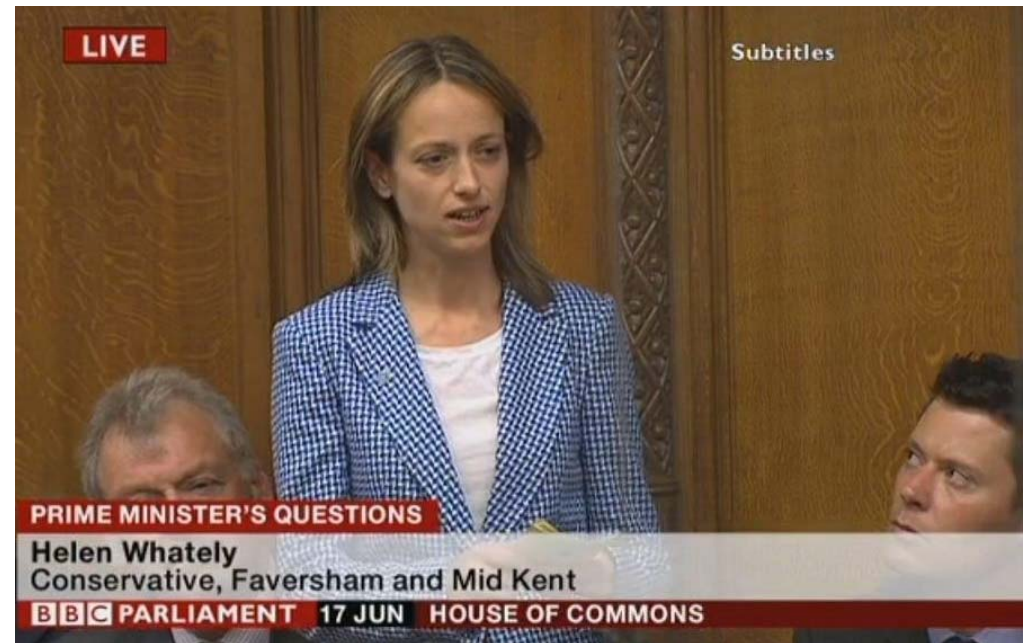 LIVE
Subtitles
PRIME MINISTER'S QUESTIONS
Helen Whately
Conservative, Faversham and Mid Kent
BBC PARLIAMENT 17 JUN HOUSE OF COMMONS